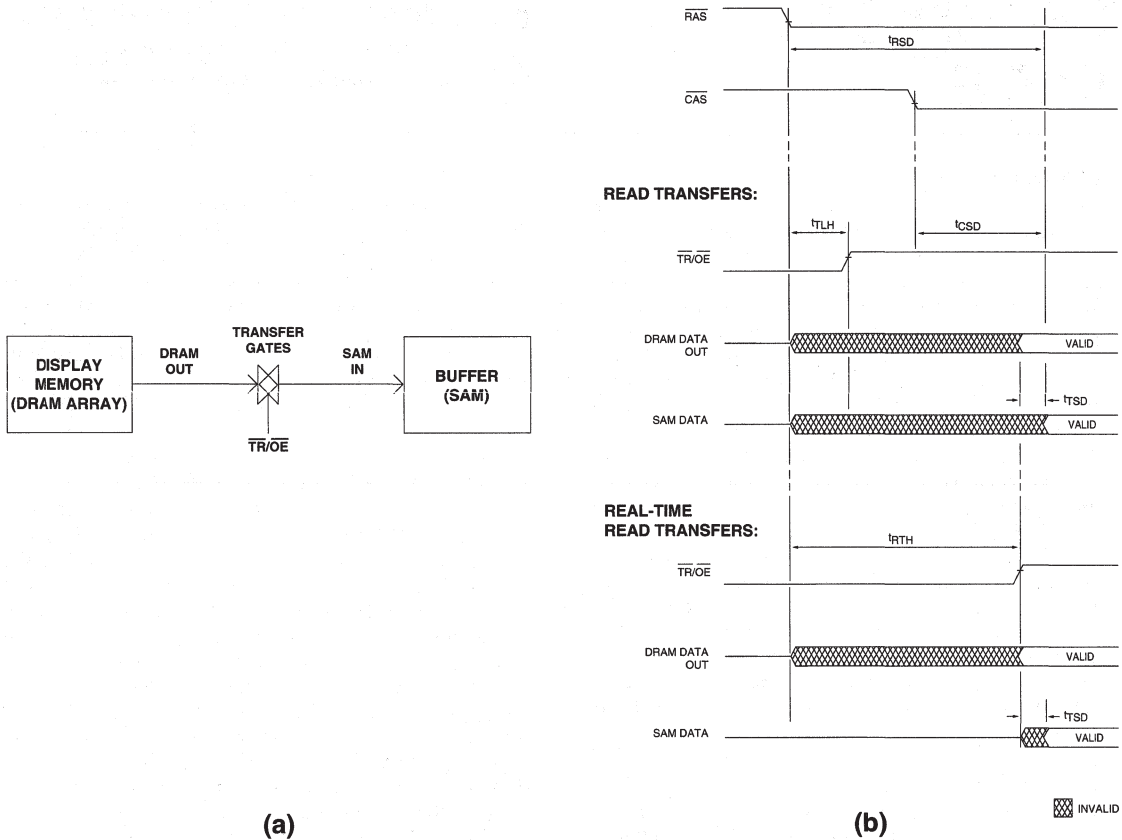 DISPLAY
MEMORY
(DRAM ARRAY)
DRAM
OUT
TRANSFER
GATES
TR/OE
SAM
IN
BUFFER
(SAM)
(a)
RAS
tRSD
CAS
READ TRANSFERS:
tTLH
tCSD
TR/OE
DRAM DATA
OUT
VALID
tTSD
SAM DATA
VALID
REAL-TIME
READ TRANSFERS:
tRTH
TR/OE
DRAM DATA
OUT
VALID
tTSD
SAM DATA
VALID
INVALID
(b)